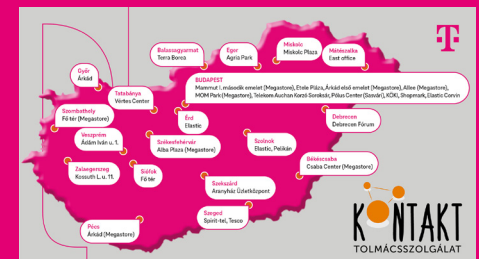 Balassagyarmat
Terra Borea
Eger
Agria Park
Miskolc
Miskolc Plaza
Mátészalka
East office
Győr
Árkád
Tatabánya
Vértes Center
BUDAPEST
Mammut I. második emelet (Megastore), Etele Pláza, Árkád első emelet (Megastore), Allee (Megastore),
MOM Park (Megastore), Telekom Auchan Korzó Soroksár, Pólus Center (Sasvár), KÖKI, Shopmark, Elastic Corvin
Szombathely
Fő tér (Megastore)
Érd
Elastic
Debrecen
Debrecen Fórum
Veszprém
Ádám Iván u. 1.
Székesfehérvár
Alba Plaza (Megastore)
Szolnok
Elastic, Pelikán
Zalaegerszeg
Kossuth L. u. 11.
Siófok
Fő tér
Békéscsaba
Csaba Center (Megastore)
Szekszárd
Aranyház Üzletközpont
Szeged
Spirit-tel, Tesco
Pécs
Árkád (Megastore)
T
KONTAKT
TOLMÁCSSZOLGÁLAT